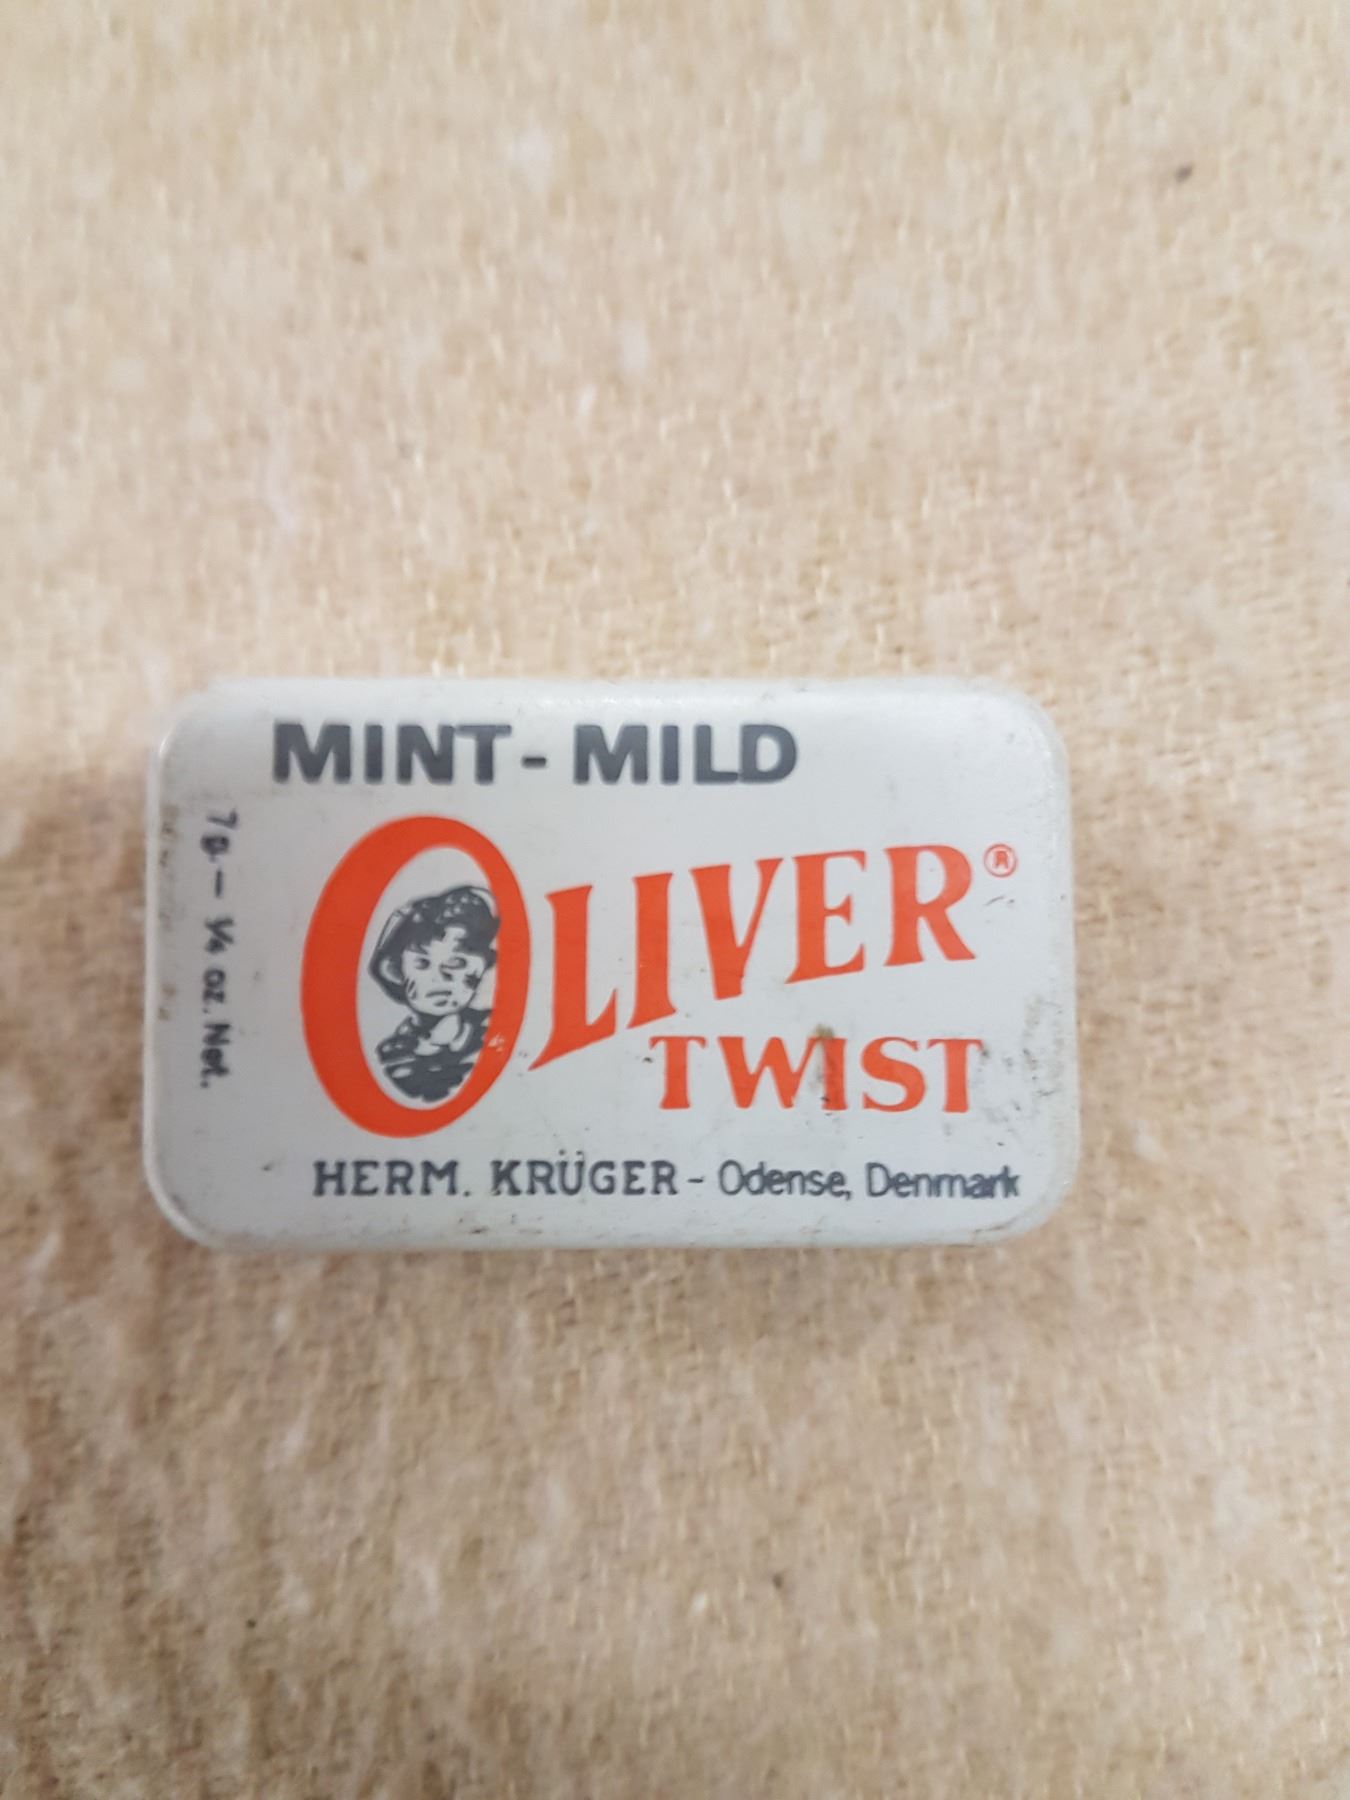 MINT - MILD
7g. – ¼ oz. Net.
OLIVER®
TWIST
HERM. KRÜGER - Odense, Denmark